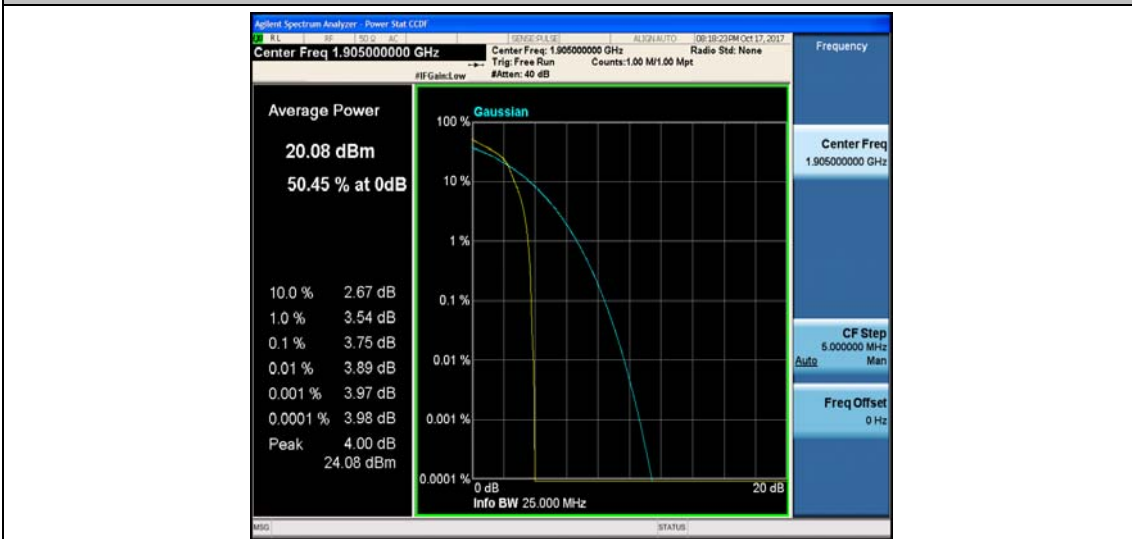 Agilent Spectrum Analyzer - Power Stat CCDF
RL RF 50 Ω AC SENSE:PULSE ALIGNAUTO 08:18:23PM Oct 17, 2017
Center Freq 1.905000000 GHz
Center Freq: 1.905000000 GHz Radio Std: None
Trig: Free Run Counts:1.00 M/1.00 Mpt
#IFGain:Low #Atten: 40 dB
Frequency
Average Power
20.08 dBm
50.45 % at 0dB
10.0 % 2.67 dB
1.0 % 3.54 dB
0.1 % 3.75 dB
0.01 % 3.89 dB
0.001 % 3.97 dB
0.0001 % 3.98 dB
Peak 4.00 dB
24.08 dBm
Gaussian
100 %
10 %
1 %
0.1 %
0.01 %
0.001 %
0.0001 %
0 dB 20 dB
Info BW 25.000 MHz
Center Freq
1.905000000 GHz
CF Step
5.000000 MHz
Auto Man
Freq Offset
0 Hz
MSG STATUS